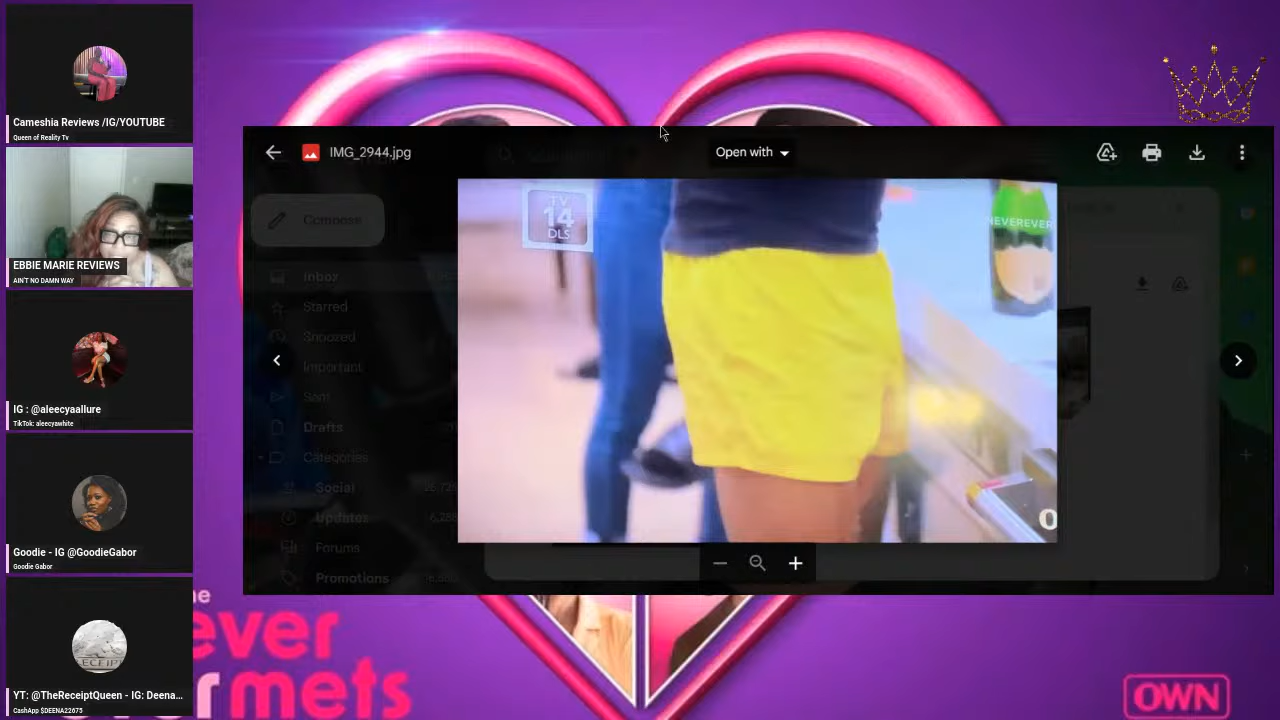 Cameshia Reviews /IG/YOUTUBE
Queen of Reality Tv
EBBIE MARIE REVIEWS
AIN'T NO DAMN WAY
IG : @aleecyaallure
TikTok: aleecyawhite
Goodie - IG @GoodieGabor
Goodie Gabor
YT: @TheReceiptQueen - IG: Deena...
CashApp $DEENA22675
IMG_2944.jpg
Open with
Compose
Inbox
Starred
Snoozed
Important
Sent
Drafts
Categories
Social
Updates
Forums
Promotions
TV
14
DLS
NEVEREVER
O
he
ever
r mets
OWN